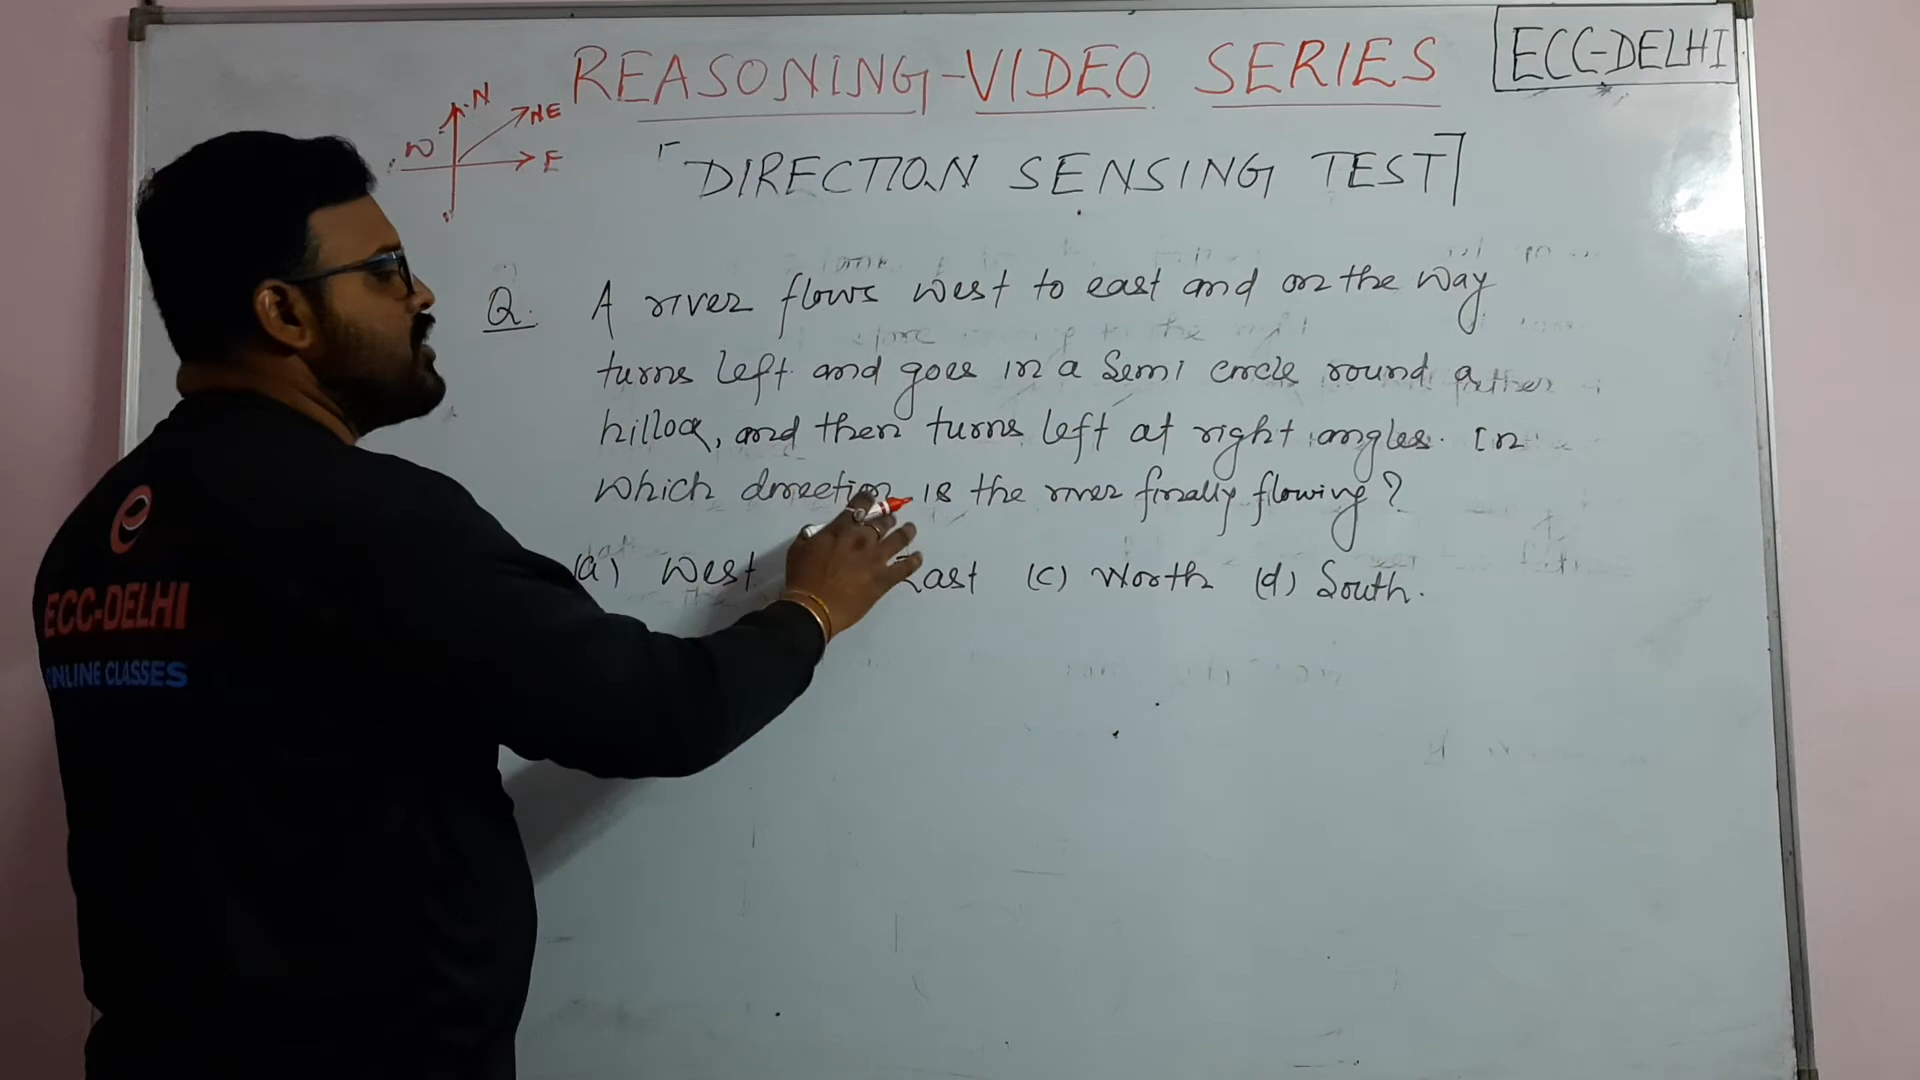 REASONING-VIDEO SERIES
ECC-DELHI
N
NE
W
E
DIRECTION SENSING TEST
Q. A river flows west to east and on the way
turns left and goes in a semi circle round a
hillock, and then turns left at right angles. In
which direction is the river finally flowing?
(a) West East (c) North (d) South.
e
ECC-DELHI
ONLINE CLASSES